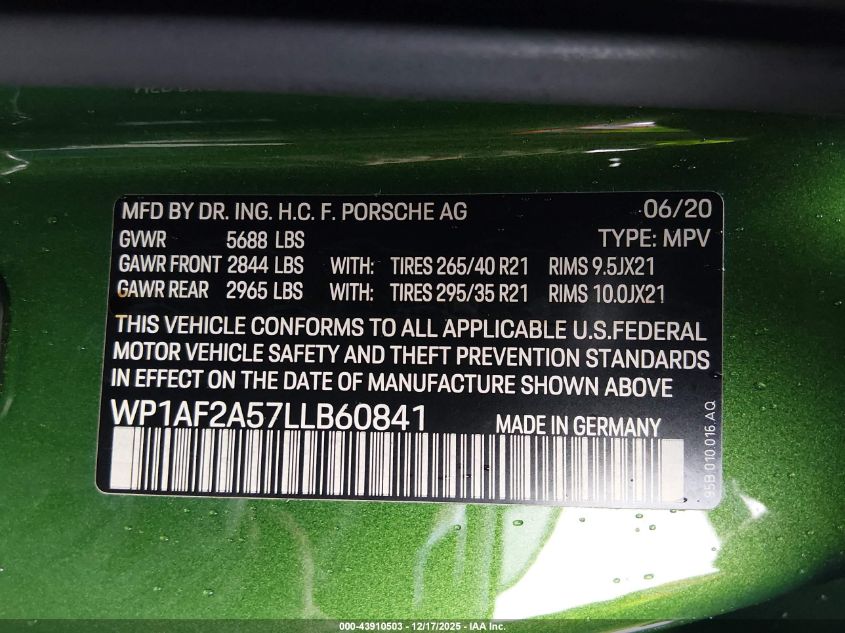 MFD BY DR. ING. H.C. F. PORSCHE AG 06/20
GVWR 5688 LBS TYPE: MPV
GAWR FRONT 2844 LBS WITH: TIRES 265/40 R21 RIMS 9.5JX21
GAWR REAR 2965 LBS WITH: TIRES 295/35 R21 RIMS 10.0JX21
THIS VEHICLE CONFORMS TO ALL APPLICABLE U.S.FEDERAL
MOTOR VEHICLE SAFETY AND THEFT PREVENTION STANDARDS
IN EFFECT ON THE DATE OF MANUFACTURE SHOWN ABOVE
WP1AF2A57LLB60841 MADE IN GERMANY
95B 010 016 AQ
000-43910503 - 12/17/2025 - IAA Inc.